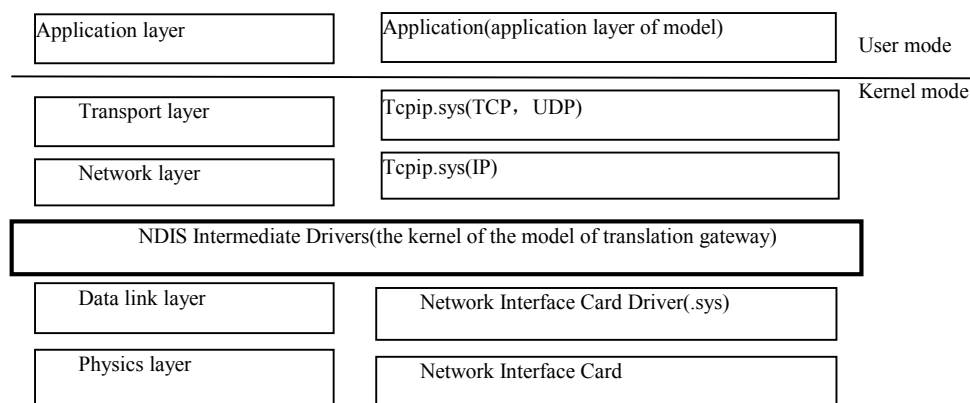 Application layer
Application(application layer of model)
User mode
Kernel mode
Transport layer
Tcpip.sys(TCP，UDP)
Network layer
Tcpip.sys(IP)
NDIS Intermediate Drivers(the kernel of the model of translation gateway)
Data link layer
Network Interface Card Driver(.sys)
Physics layer
Network Interface Card